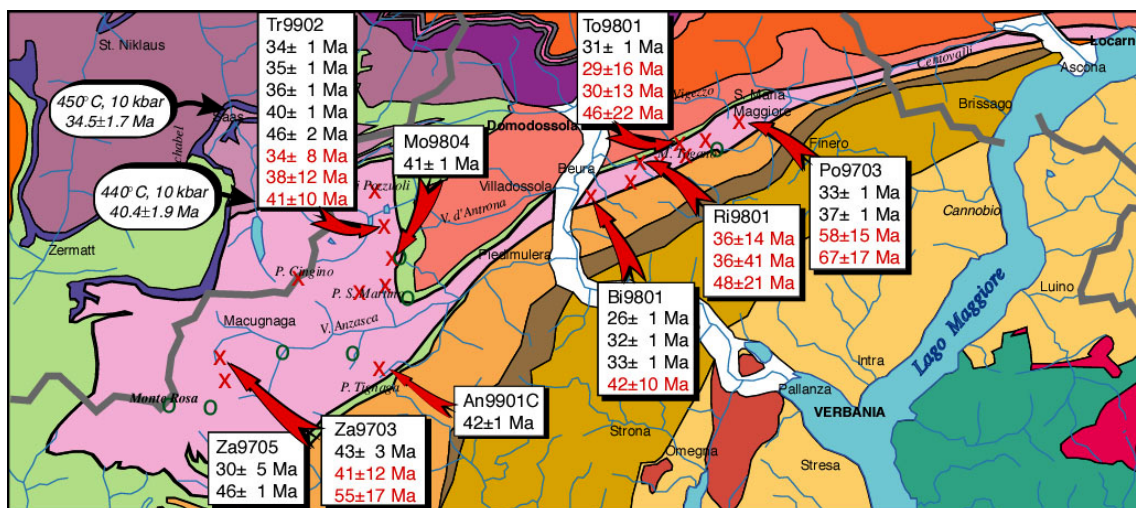 St. Niklaus
450°C, 10 kbar
34.5±1.7 Ma
Saas
440°C, 10 kbar
40.4±1.9 Ma
Zermatt
Tr9902
34± 1 Ma
35± 1 Ma
36± 1 Ma
40± 1 Ma
46± 2 Ma
34± 8 Ma
38±12 Ma
41±10 Ma
Mo9804
41± 1 Ma
To9801
31± 1 Ma
29±16 Ma
30±13 Ma
46±22 Ma
Domodossola
Villadossola
V. d'Antrona
Beura
Piedimulera
Vigezzo
S. Maria
Maggiore
Centovalli
Locarn
Ascona
Brissago
Finero
Cannobio
Po9703
33± 1 Ma
37± 1 Ma
58±15 Ma
67±17 Ma
Ri9801
36±14 Ma
36±41 Ma
48±21 Ma
Bi9801
26± 1 Ma
32± 1 Ma
33± 1 Ma
42±10 Ma
P. Cingino
P. S. Martino
Macugnaga
V. Anzasca
P. Tignaga
Monte Rosa
An9901C
42±1 Ma
Za9705
30± 5 Ma
46± 1 Ma
Za9703
43± 3 Ma
41±12 Ma
55±17 Ma
Strona
Omegna
Pallanza
Intra
VERBANIA
Stresa
Lago Maggiore
Luino